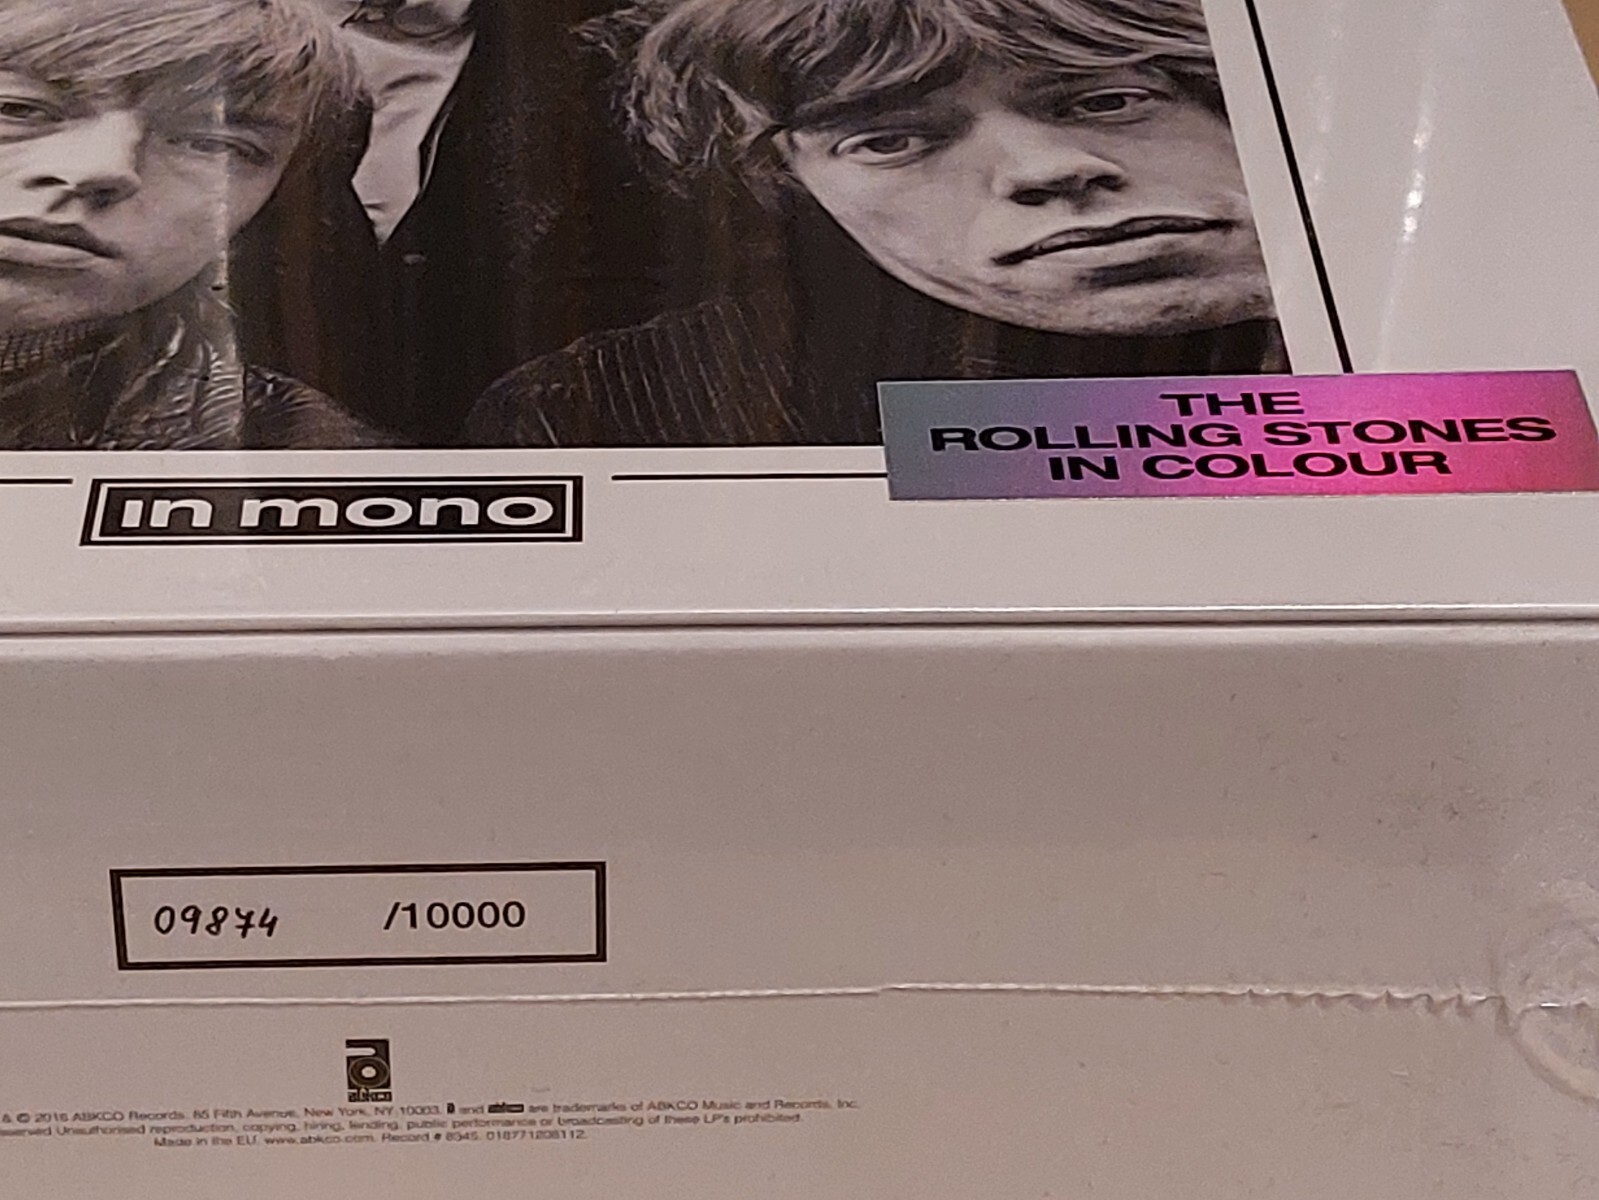 THE
ROLLING STONES
IN COLOUR
in mono
09874 /10000
abkco
& © 2016 ABKCO Records. 85 Fifth Avenue, New York, NY 10003. and abkco are trademarks of ABKCO Music and Records, Inc.
Unauthorised reproduction, copying, hiring, lending, public performance or broadcasting of these LP's prohibited.
Made in the EU. www.abkco.com. Record # 8345. 018771208112